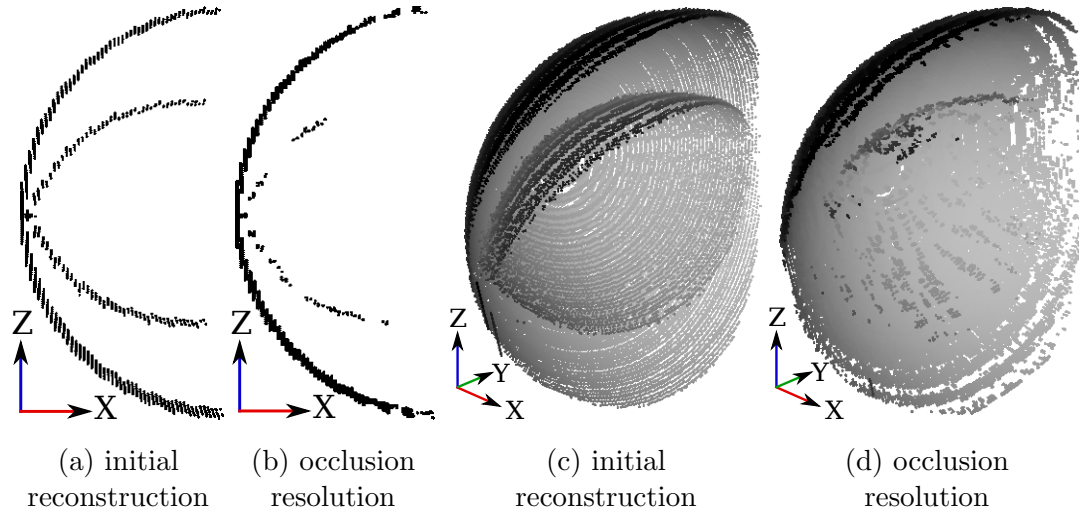 Z
X
Z
X
Z
Y
X
Z
Y
X
(a) initial
reconstruction
(b) occlusion
resolution
(c) initial
reconstruction
(d) occlusion
resolution